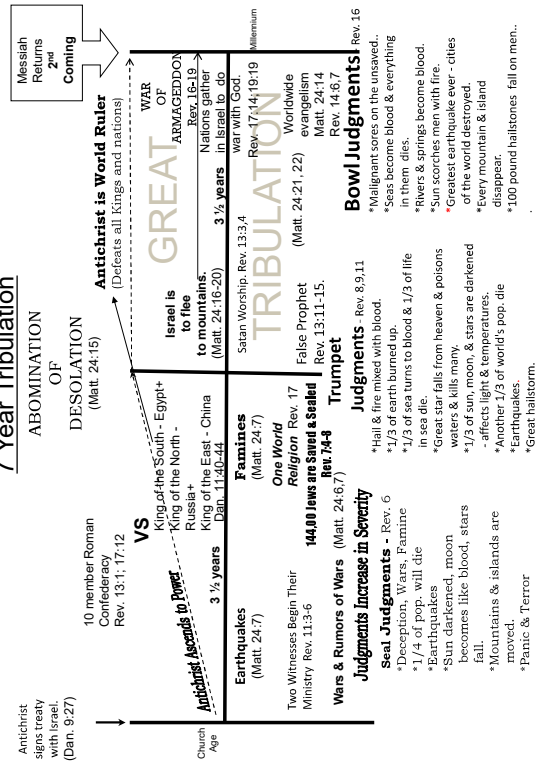 7 Year Tribulation
Antichrist
signs treaty
with Israel.
(Dan. 9:27)
10 member Roman
Confederacy
Rev. 13:1; 17:12
ABOMINATION
OF
DESOLATION
(Matt. 24:15)
Messiah
Returns
2nd
Coming
Antichrist is World Ruler
(Defeats all Kings and nations)
VS
King of the South - Egypt+
King of the North -
Russia+
King of the East - China
Dan. 11:40-44
Antichrist Ascends to Power
3 ½ years
Church
Age
GREAT
TRIBULATION
Israel is
to flee
to mountains.
(Matt. 24:16-20)
WAR
OF
ARMAGEDDON
Rev. 16-19
Nations gather
in Israel to do
war with God.
Rev. 17:14;19:19
3 ½ years
Millennium
Earthquakes
(Matt. 24:7)
Famines
(Matt. 24:7)
One World
Religion Rev. 17
Two Witnesses Begin Their
Ministry Rev. 11:3-6
144,00 Jews are Saved & Sealed
Rev. 7:4-8
Wars & Rumors of Wars (Matt. 24:6,7)
Satan Worship. Rev. 13:3,4
(Matt. 24:21, 22)
False Prophet
Rev. 13:11-15.
Worldwide
evangelism
Matt. 24:14
Rev. 14:6,7
Judgments Increase in Severity
Seal Judgments - Rev. 6
*Deception, Wars, Famine
*1/4 of pop. will die
*Earthquakes
*Sun darkened, moon
becomes like blood, stars
fall.
*Mountains & islands are
moved.
*Panic & Terror
Trumpet
Judgments - Rev. 8,9,11
*Hail & fire mixed with blood.
*1/3 of earth burned up.
*1/3 of sea turns to blood & 1/3 of life
in sea die.
*Great star falls from heaven & poisons
waters & kills many.
*1/3 of sun, moon, & stars are darkened
- affects light & temperatures.
*Another 1/3 of world's pop. die
*Earthquakes.
*Great hailstorm.
Bowl Judgments Rev. 16
*Malignant sores on the unsaved..
*Seas become blood & everything
in them dies.
*Rivers & springs become blood.
*Sun scorches men with fire.
*Greatest earthquake ever - cities
of the world destroyed.
*Every mountain & island
disappear.
*100 pound hailstones fall on men..
.